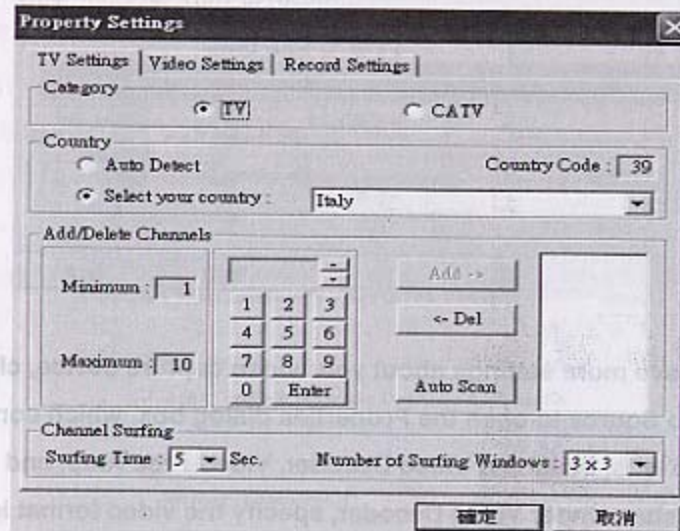 Property Settings
TV Settings | Video Settings | Record Settings
Category
TV CATV
Country
Auto Detect Country Code : 39
Select your country : Italy
Add/Delete Channels
Minimum : 1
Maximum : 10
1 2 3
4 5 6
7 8 9
0 Enter
Add ->
<- Del
Auto Scan
Channel Surfing
Surfing Time : 5 Sec. Number of Surfing Windows : 3 x 3
確定 取消